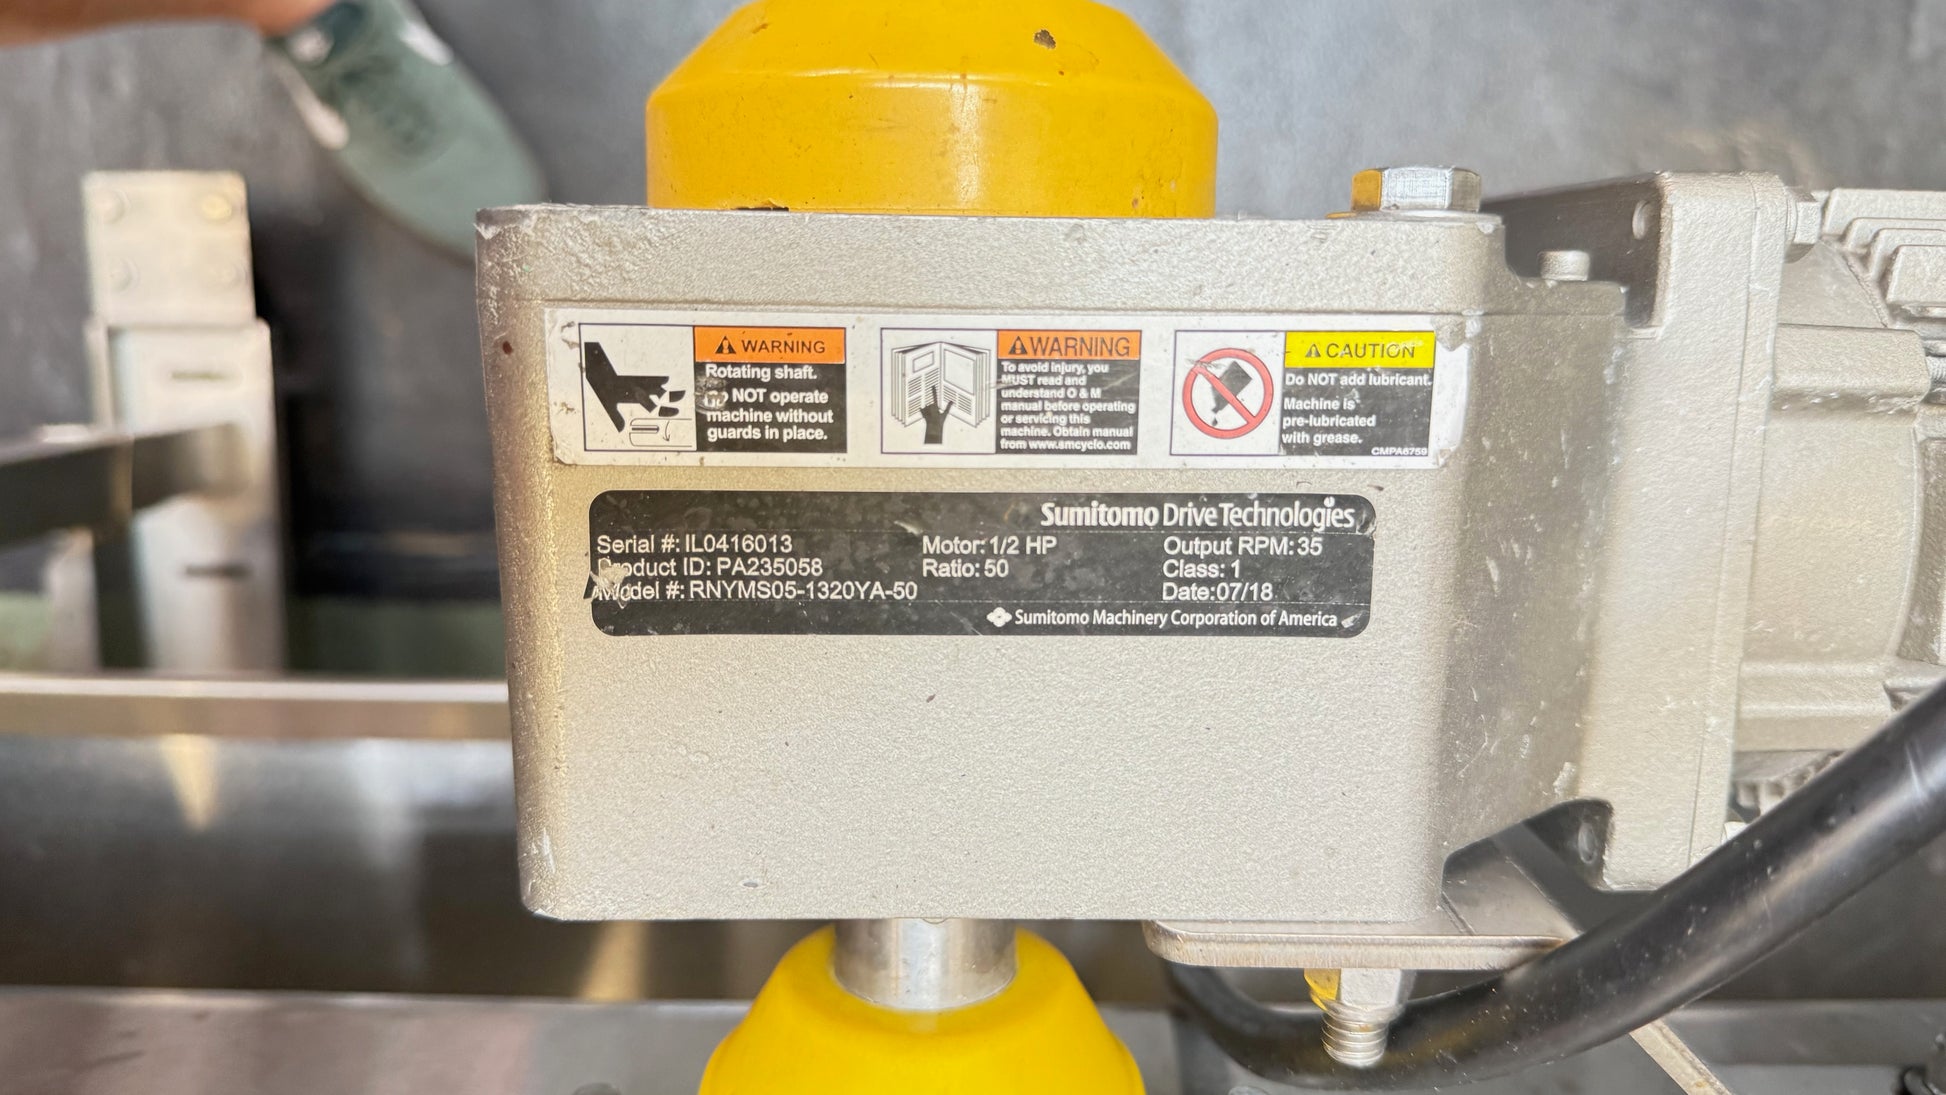 WARNING
Rotating shaft.
Do NOT operate
machine without
guards in place.
WARNING
To avoid injury, you
MUST read and
understand O & M
manual before operating
or servicing this
machine. Obtain manual
from www.smcyclo.com
CAUTION
Do NOT add lubricant.
Machine is
pre-lubricated
with grease.
CMPA6759
Sumitomo Drive Technologies
Serial #: IL0416013
Motor: 1/2 HP
Output RPM: 35
Product ID: PA235058
Ratio: 50
Class: 1
Model #: RNYMS05-1320YA-50
Date:07/18
Sumitomo Machinery Corporation of America